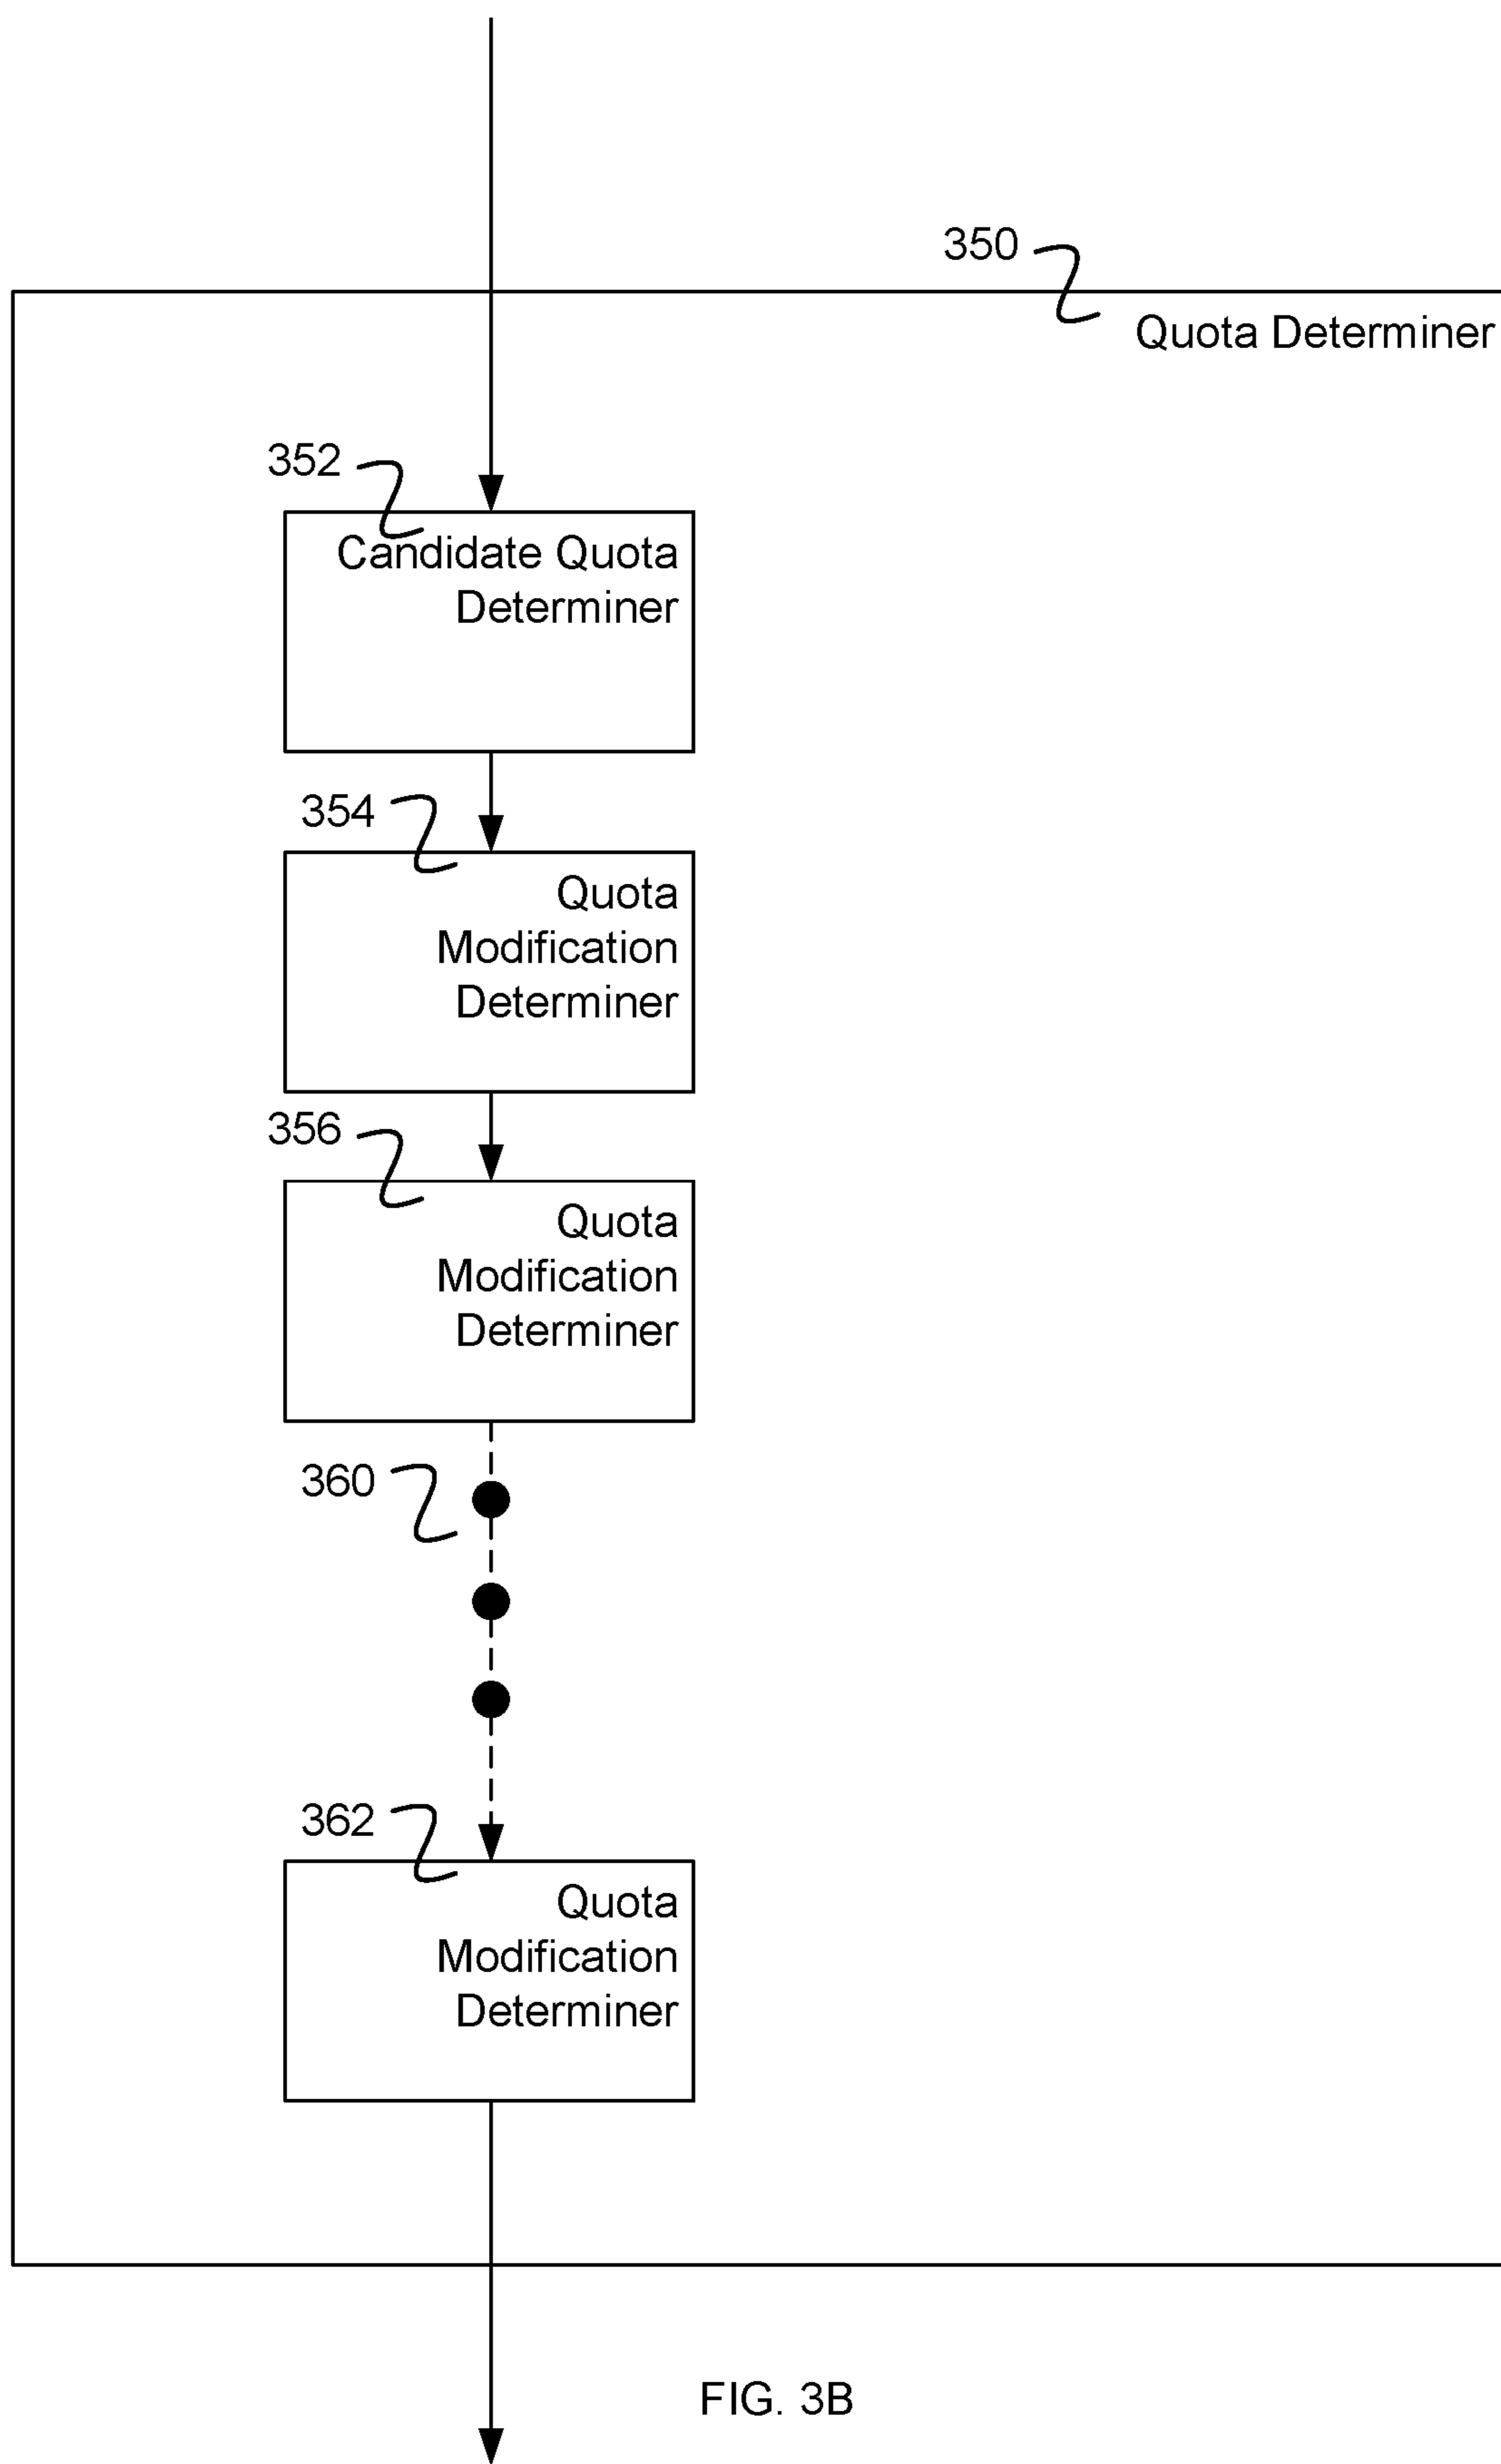 350
Quota Determiner
352
Candidate Quota
Determiner
354
Quota
Modification
Determiner
356
Quota
Modification
Determiner
360
362
Quota
Modification
Determiner
FIG. 3B